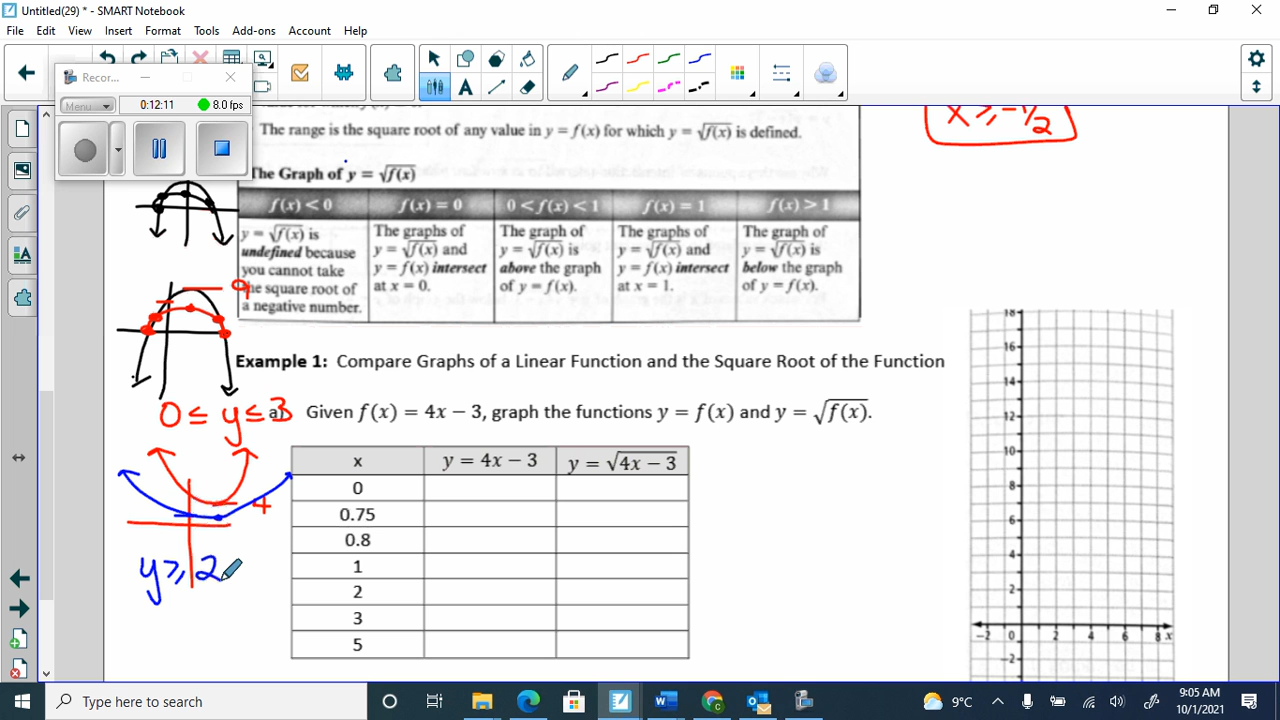 Untitled(29) * - SMART Notebook
File Edit View Insert Format Tools Add-ons Account Help
Recor...
0:12:11 8.0 fps
Menu
x ≥ -1/2
The range is the square root of any value in y = f(x) for which y = √f(x) is defined.
The Graph of y = √f(x)
f(x) < 0 f(x) = 0 0 < f(x) < 1 f(x) = 1 f(x) > 1
y = √f(x) is undefined because you cannot take the square root of a negative number.
The graphs of y = √f(x) and y = f(x) intersect at x = 0.
The graph of y = √f(x) is above the graph of y = f(x).
The graphs of y = √f(x) and y = f(x) intersect at x = 1.
The graph of y = √f(x) is below the graph of y = f(x).
9
Example 1: Compare Graphs of a Linear Function and the Square Root of the Function
0 ≤ y ≤ 3
a) Given f(x) = 4x − 3, graph the functions y = f(x) and y = √f(x).
x y = 4x − 3 y = √4x − 3
0
0.75
0.8
1
2
3
5
4
y ≥ 2
18
16
14
12
10
8
6
4
2
-2 0 2 4 6 8 x
-2
Type here to search
9°C
9:05 AM
10/1/2021